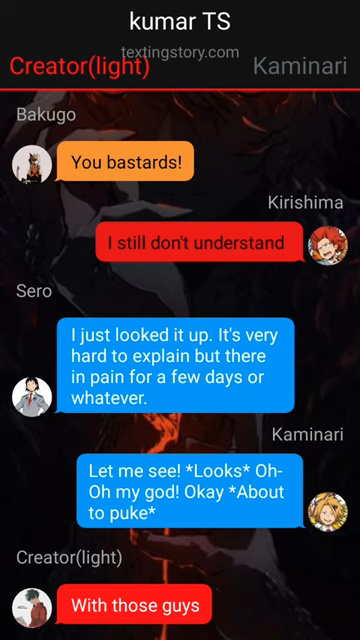 kumar TS
textingstory.com
Creator(light) Kaminari
Bakugo
You bastards!
Kirishima
I still don't understand
Sero
I just looked it up. It's very
hard to explain but there
in pain for a few days or
whatever.
Kaminari
Let me see! *Looks* Oh-
Oh my god! Okay *About
to puke*
Creator(light)
With those guys